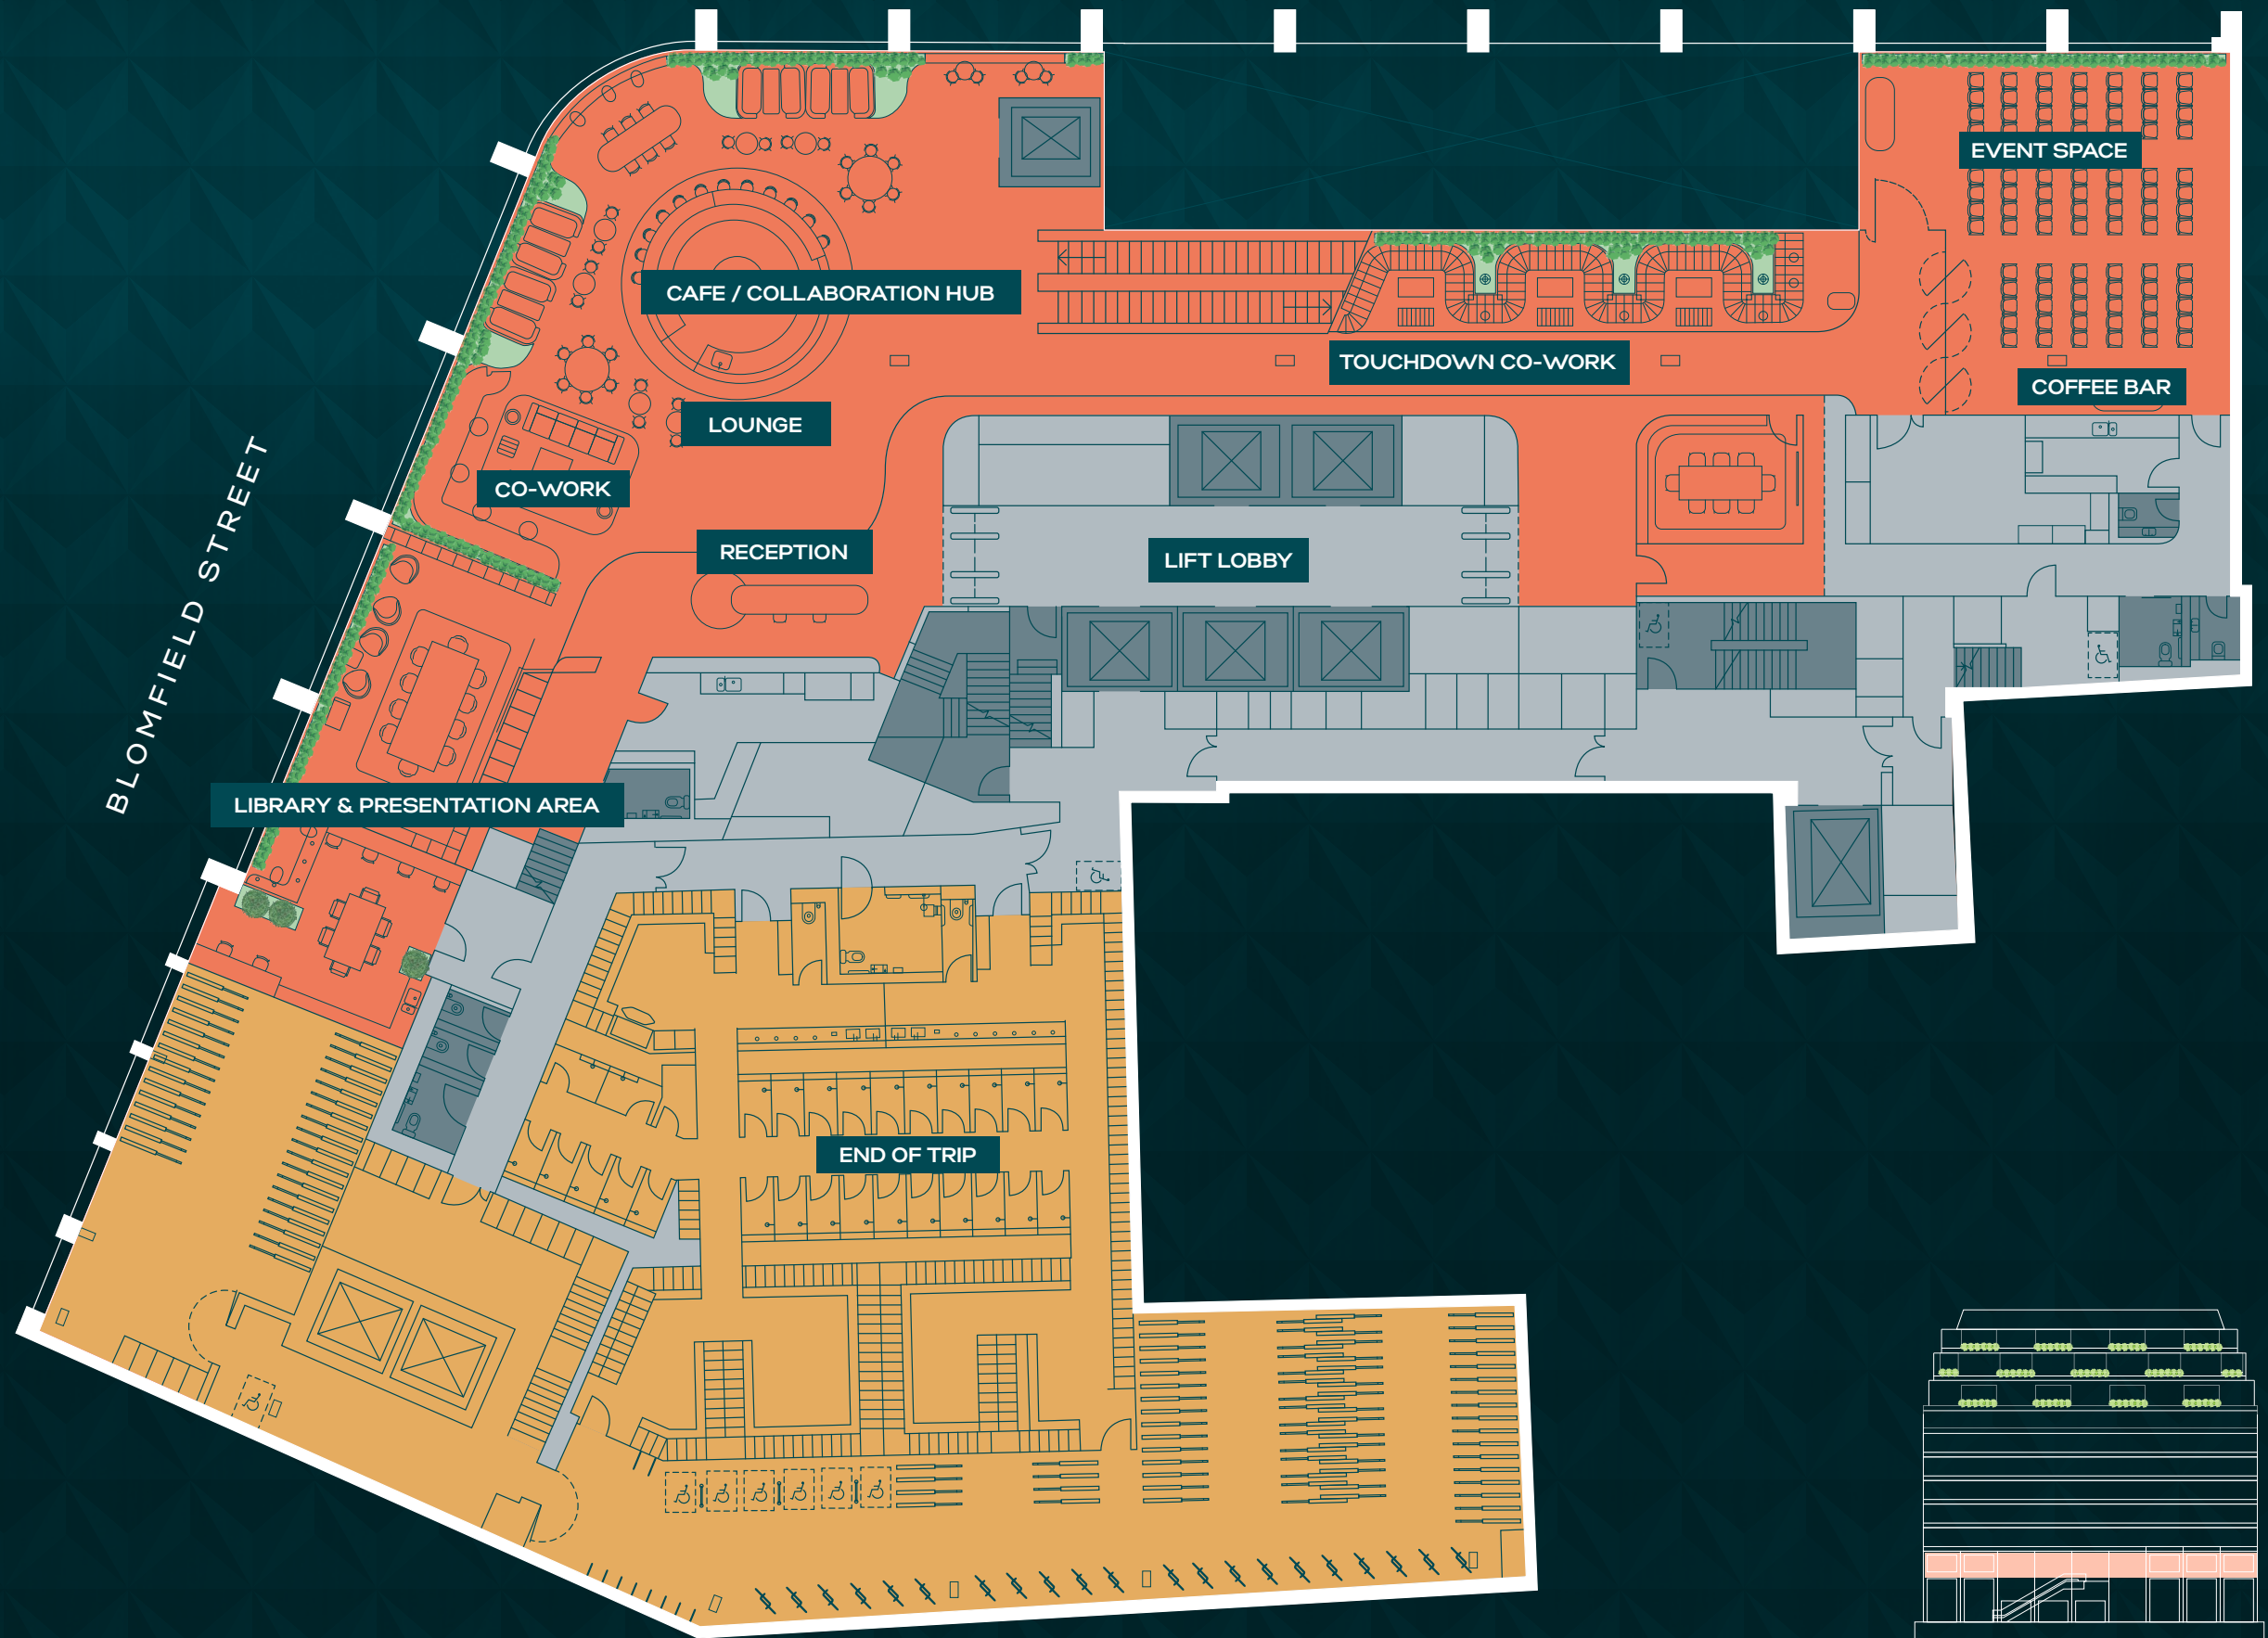 EVENT SPACE
CAFE / COLLABORATION HUB
TOUCHDOWN CO-WORK
COFFEE BAR
LOUNGE
CO-WORK
RECEPTION
LIFT LOBBY
BLOMFIELD STREET
LIBRARY & PRESENTATION AREA
END OF TRIP